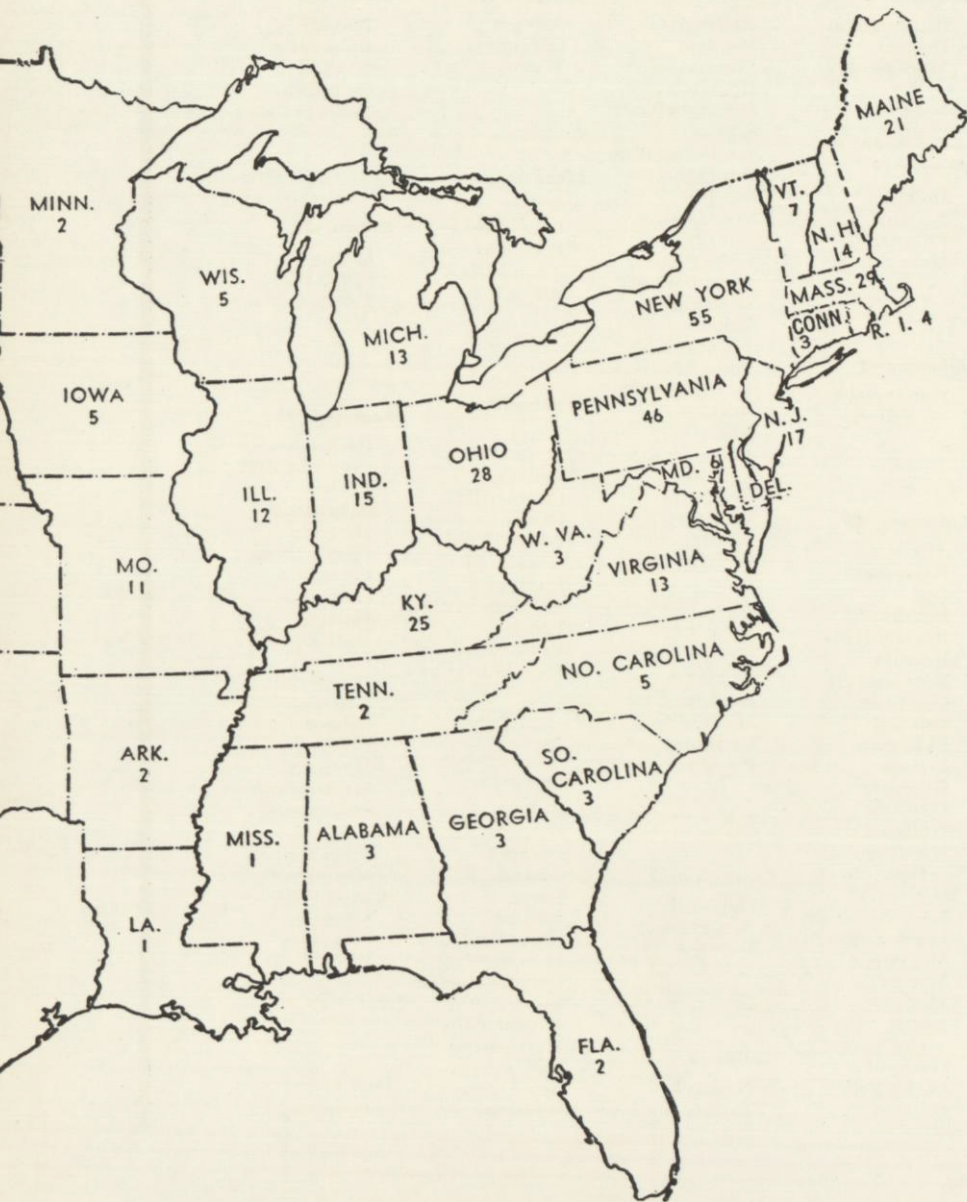 MAINE
21
VT.
7
N. H.
14
MASS. 29
CONN.
3
R. I. 4
NEW YORK
55
PENNSYLVANIA
46
N. J.
17
MD.
DEL.
MINN.
2
WIS.
5
MICH.
13
IOWA
5
ILL.
12
IND.
15
OHIO
28
W. VA.
3
VIRGINIA
13
MO.
11
KY.
25
NO. CAROLINA
5
TENN.
2
SO.
CAROLINA
3
ARK.
2
MISS.
1
ALABAMA
3
GEORGIA
3
LA.
1
FLA.
2